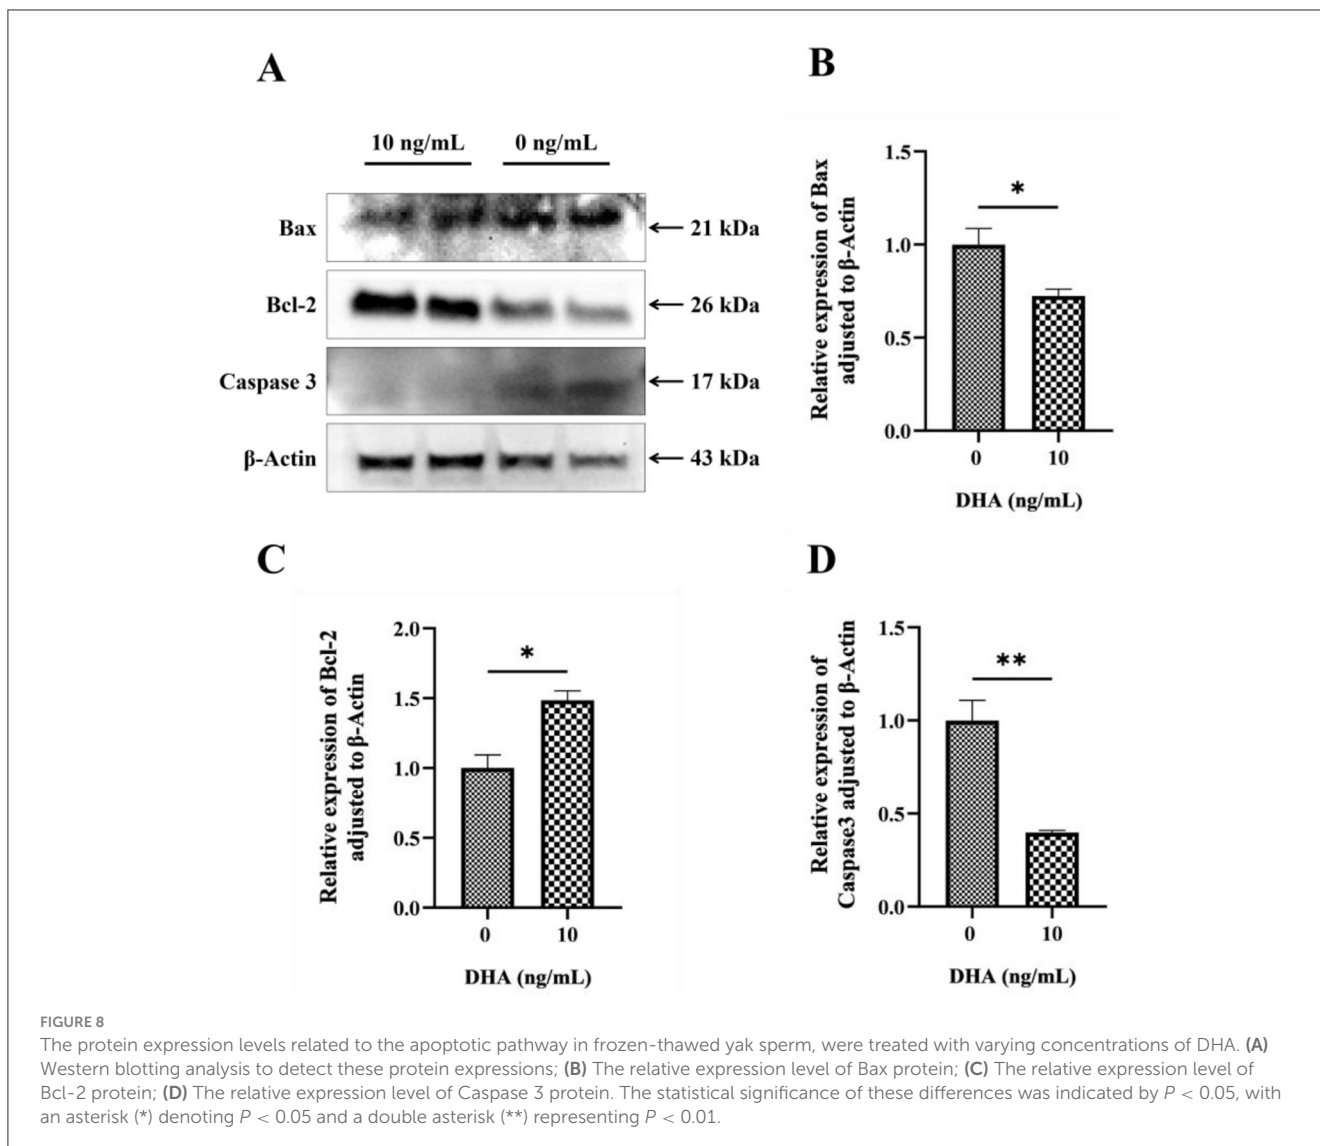 A
10 ng/mL 0 ng/mL
Bax
21 kDa
Bcl-2
26 kDa
Caspase 3
17 kDa
β-Actin
43 kDa
B
Relative expression of Bax
adjusted to β-Actin
1.5
1.0
0.5
0.0
*
0 10
DHA (ng/mL)
C
Relative expression of Bcl-2
adjusted to β-Actin
2.0
1.5
1.0
0.5
0.0
*
0 10
DHA (ng/mL)
D
Relative expression of
Caspase3 adjusted to β-Actin
1.5
1.0
0.5
0.0
**
0 10
DHA (ng/mL)
FIGURE 8
The protein expression levels related to the apoptotic pathway in frozen-thawed yak sperm, were treated with varying concentrations of DHA. (A)
Western blotting analysis to detect these protein expressions; (B) The relative expression level of Bax protein; (C) The relative expression level of
Bcl-2 protein; (D) The relative expression level of Caspase 3 protein. The statistical significance of these differences was indicated by P < 0.05, with
an asterisk (*) denoting P < 0.05 and a double asterisk (**) representing P < 0.01.